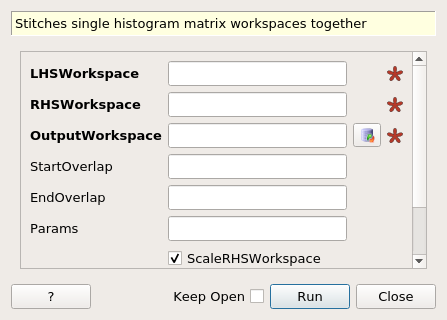 Stitches single histogram matrix workspaces together
LHSWorkspace
RHSWorkspace
OutputWorkspace
StartOverlap
EndOverlap
Params
ScaleRHSWorkspace
? Keep Open Run Close